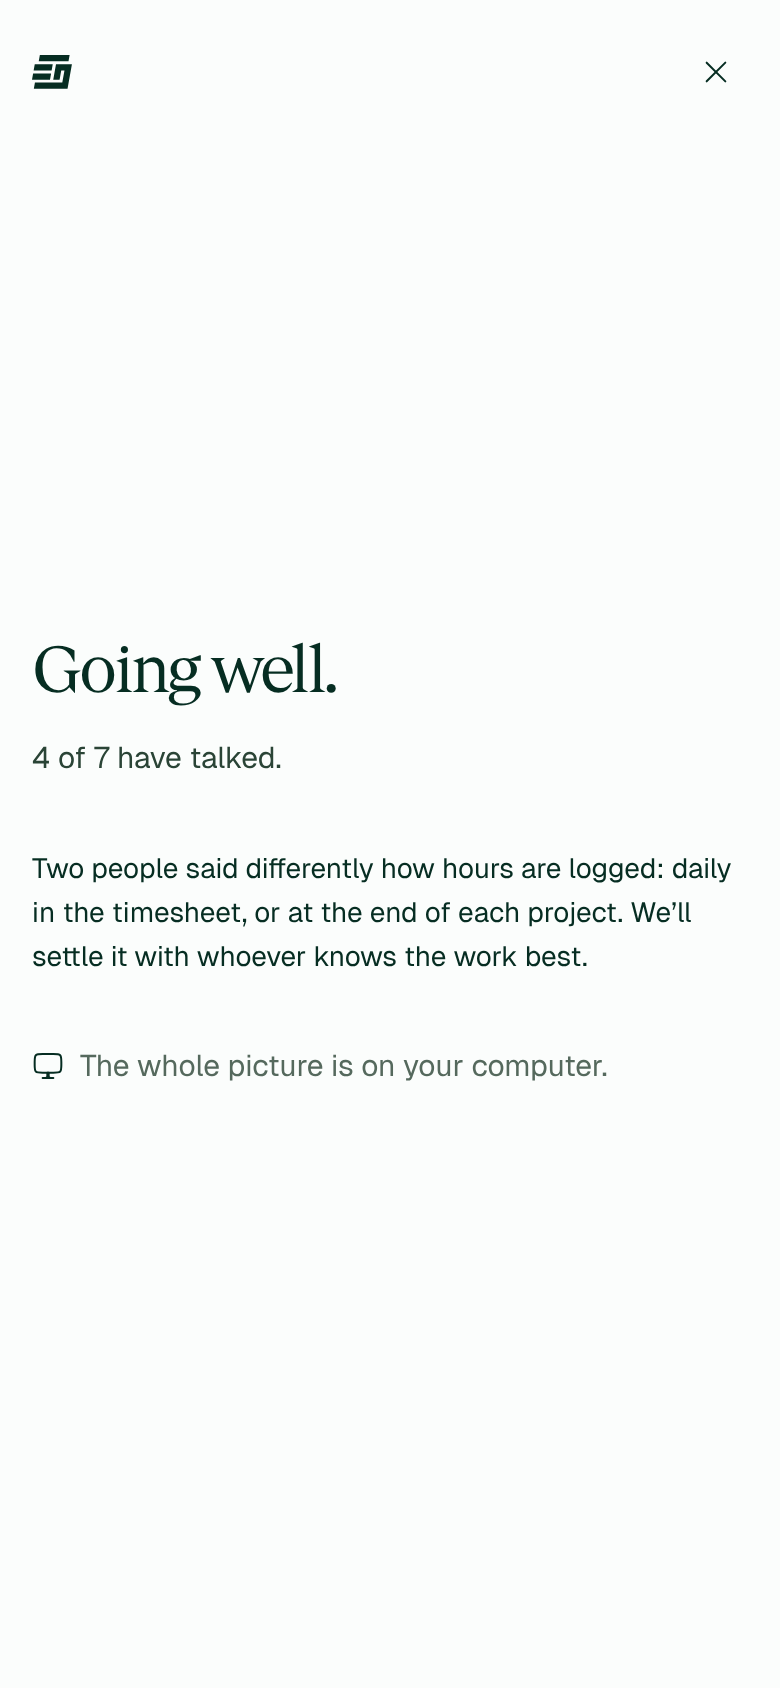 Going well.
4 of 7 have talked.
Two people said differently how hours are logged: daily
in the timesheet, or at the end of each project. We’ll
settle it with whoever knows the work best.
The whole picture is on your computer.